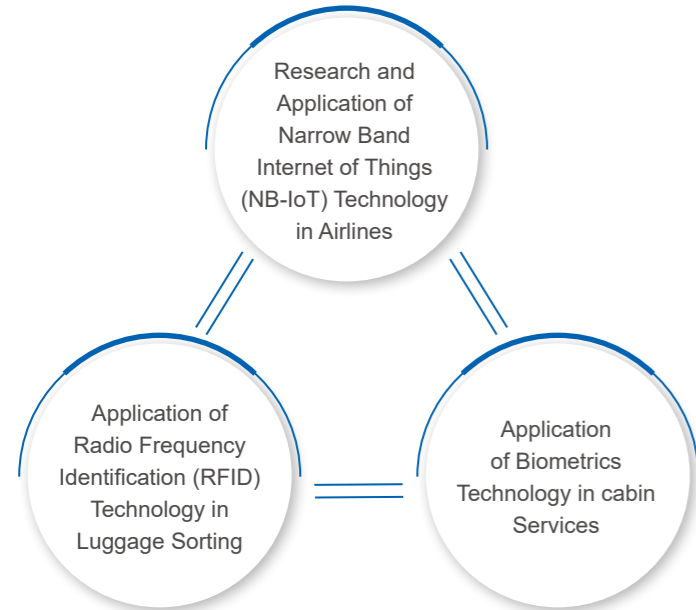 Research and
Application of
Narrow Band
Internet of Things
(NB-IoT) Technology
in Airlines
Application of
Radio Frequency
Identification (RFID)
Technology in
Luggage Sorting
Application
of Biometrics
Technology in cabin
Services